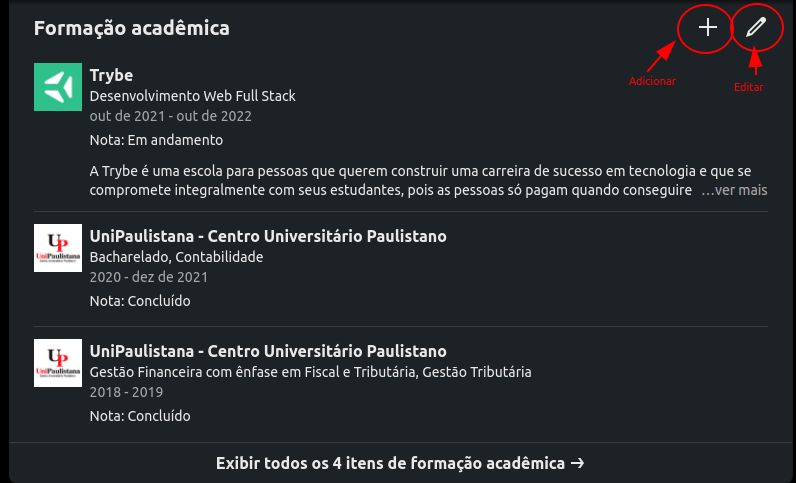 Formação acadêmica
Adicionar
Editar
Trybe
Desenvolvimento Web Full Stack
out de 2021 - out de 2022
Nota: Em andamento
A Trybe é uma escola para pessoas que querem construir uma carreira de sucesso em tecnologia e que se
compromete integralmente com seus estudantes, pois as pessoas só pagam quando conseguire ...ver mais
UP
UniPaulistana
UniPaulistana - Centro Universitário Paulistano
Bacharelado, Contabilidade
2020 - dez de 2021
Nota: Concluído
UP
UniPaulistana
UniPaulistana - Centro Universitário Paulistano
Gestão Financeira com ênfase em Fiscal e Tributária, Gestão Tributária
2018 - 2019
Nota: Concluído
Exibir todos os 4 itens de formação acadêmica →